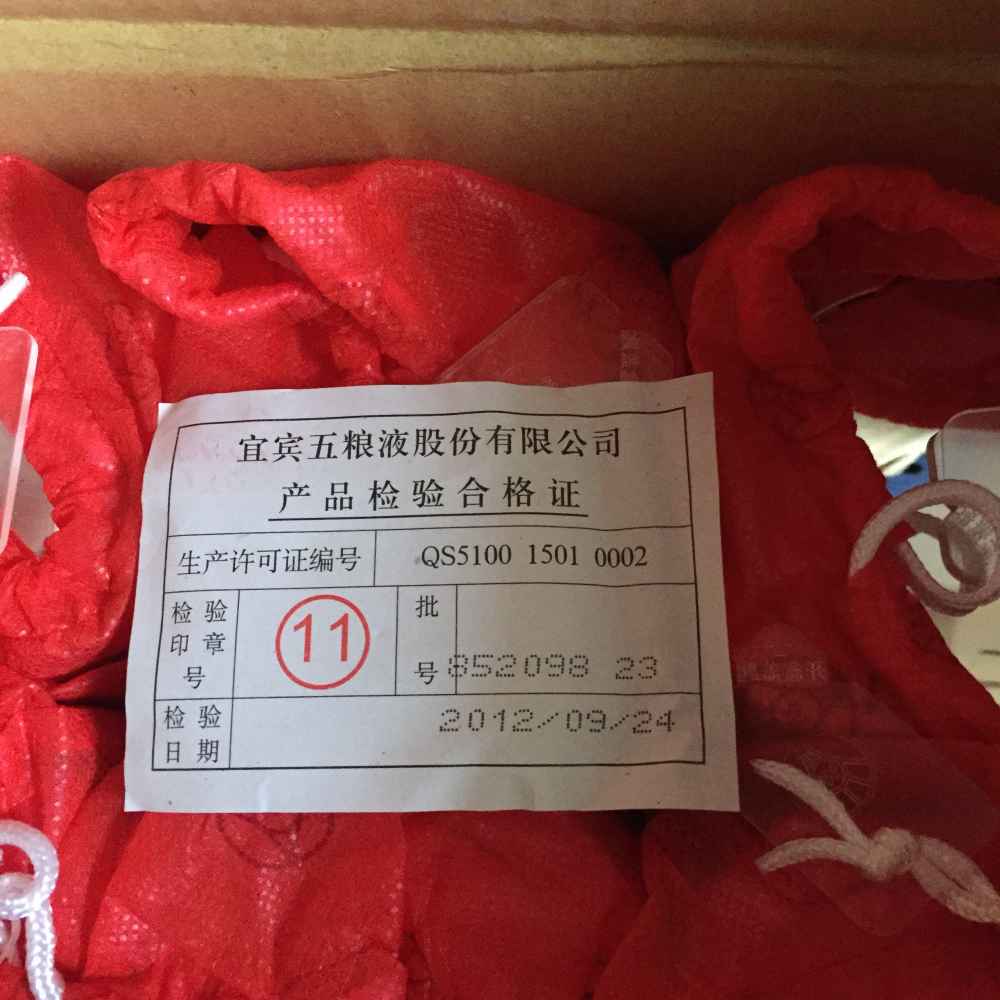 宜宾五粮液股份有限公司
产品检验合格证
生产许可证编号 QS5100 1501 0002
检验印章号 11 批号 852098 23
检验日期 2012/09/24